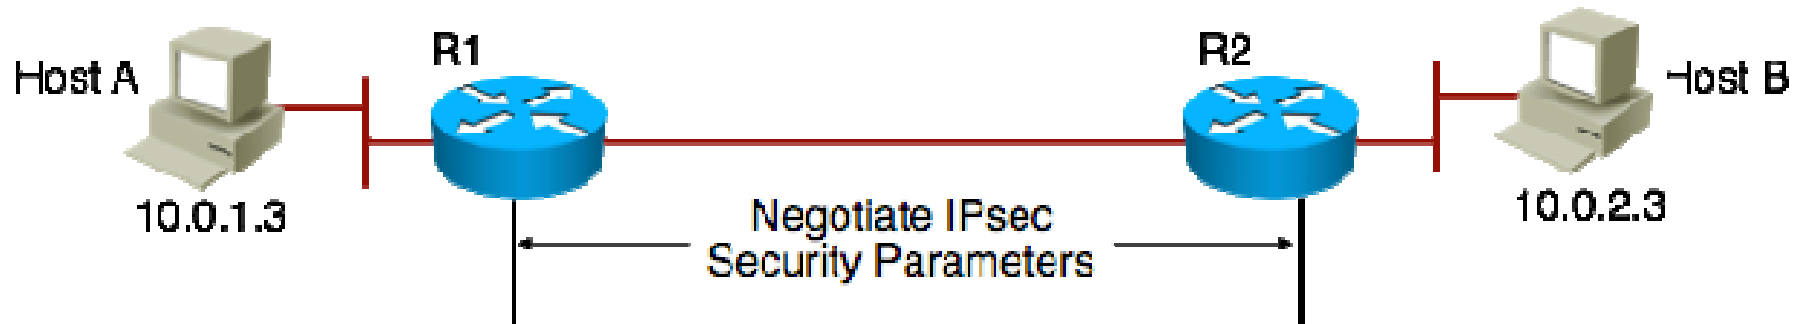 Host A
R1
R2
Host B
10.0.1.3
Negotiate IPsec
Security Parameters
10.0.2.3